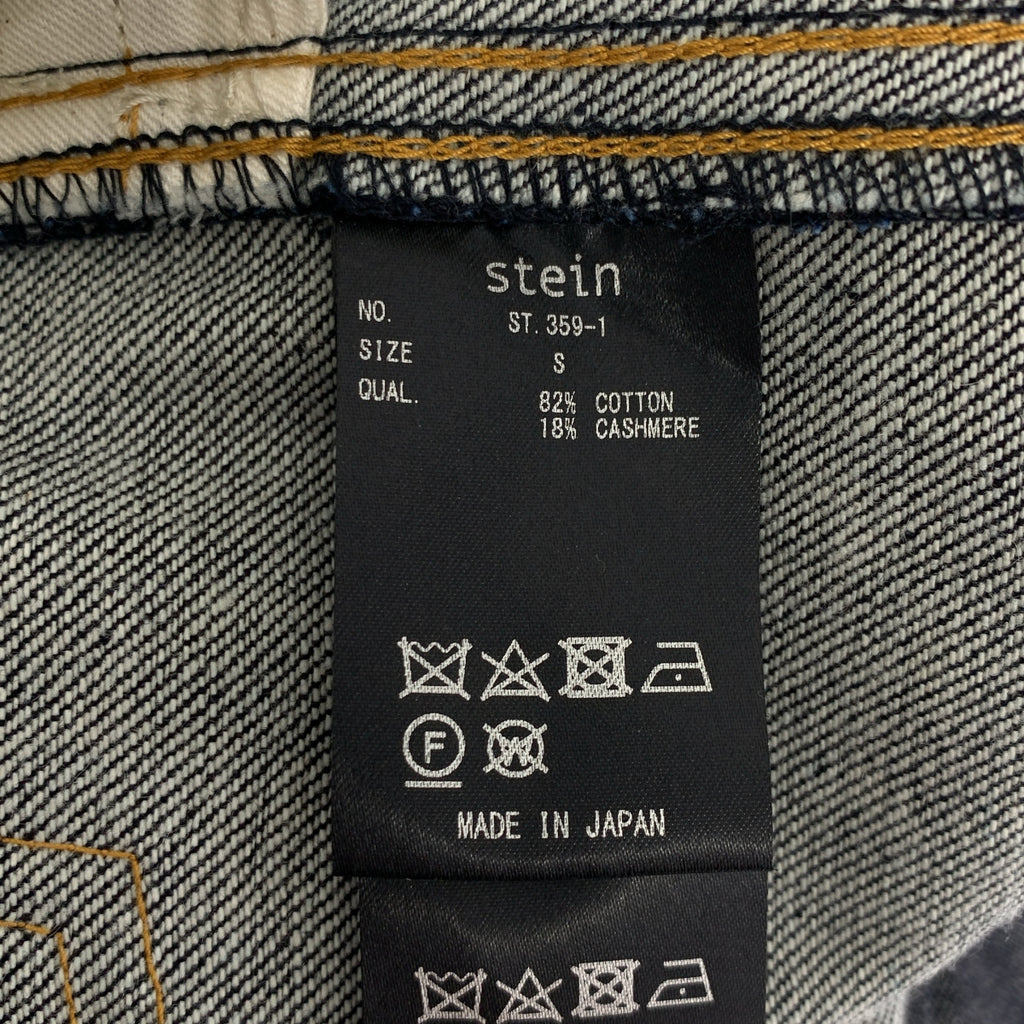 stein
NO. ST. 359-1
SIZE S
QUAL. 82% COTTON
18% CASHMERE
F W
MADE IN JAPAN